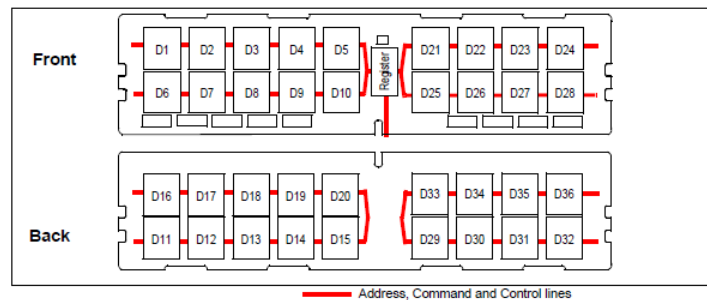 Front
D1 D2 D3 D4 D5 Register D21 D22 D23 D24
D6 D7 D8 D9 D10 D25 D26 D27 D28
Back
D16 D17 D18 D19 D20 D33 D34 D35 D36
D11 D12 D13 D14 D15 D29 D30 D31 D32
Address, Command and Control lines